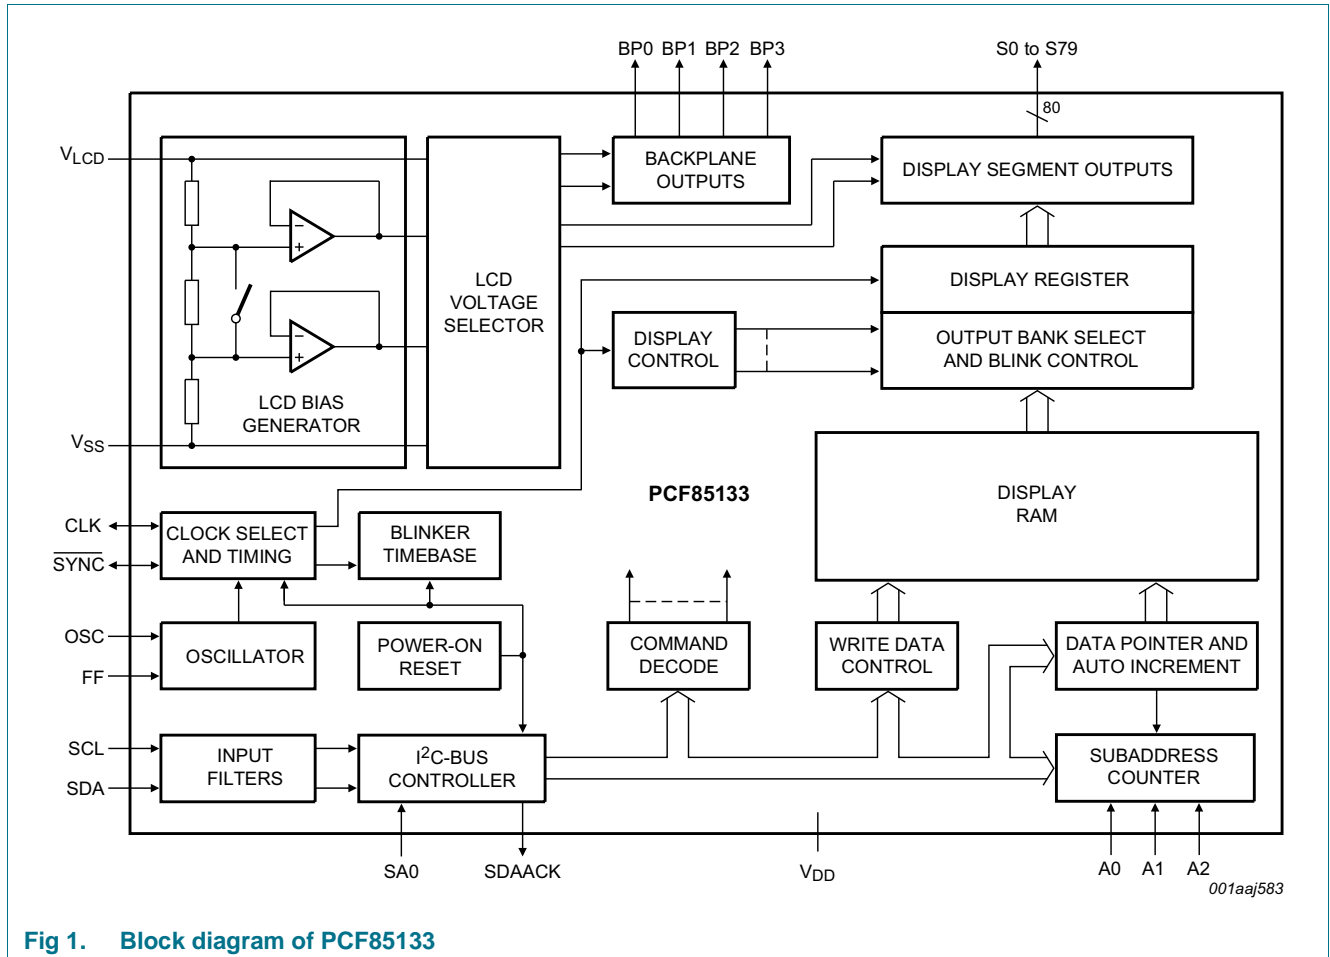 BP0 BP1 BP2 BP3
S0 to S79
80
VLCD
BACKPLANE
OUTPUTS
DISPLAY SEGMENT OUTPUTS
−
+
LCD
VOLTAGE
SELECTOR
DISPLAY REGISTER
−
+
DISPLAY
CONTROL
OUTPUT BANK SELECT
AND BLINK CONTROL
LCD BIAS
GENERATOR
VSS
PCF85133
DISPLAY
RAM
CLK
SYNC
CLOCK SELECT
AND TIMING
BLINKER
TIMEBASE
OSC
FF
OSCILLATOR
POWER-ON
RESET
COMMAND
DECODE
WRITE DATA
CONTROL
DATA POINTER AND
AUTO INCREMENT
SCL
SDA
INPUT
FILTERS
I2C-BUS
CONTROLLER
SUBADDRESS
COUNTER
SA0
SDAACK
VDD
A0 A1 A2
001aaj583
Fig 1. Block diagram of PCF85133